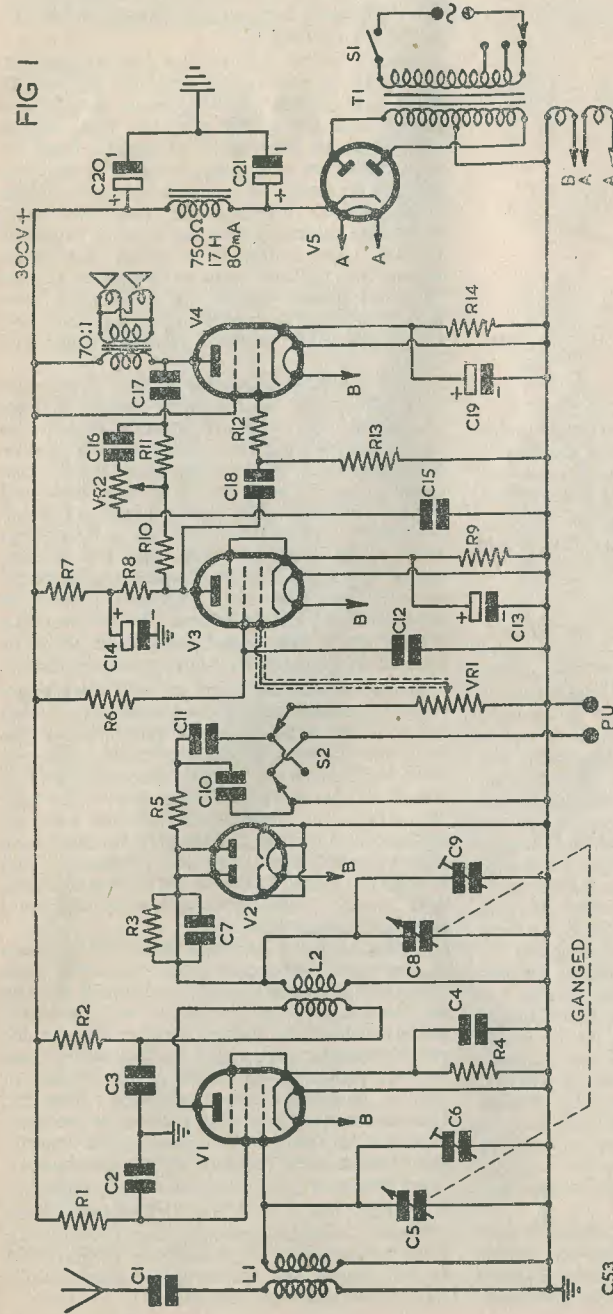 FIG 1
300V+
C20
+
-
R7
70:1
R1
R2
R6
VR2
C16
C17
750Ω
17 H
80mA
C2
C3
C14
+
-
R8
R10
R11
V4
C21
+
-
R3
C7
R5
C11
V3
C18
R12
V5
A
A
T1
S1
C1
V1
L2
V2
C10
S2
B
B
B
B
R13
L1
C5
C6
R4
C4
C8
C9
VR1
C12
C13
+
-
R9
C15
C19
+
-
R14
B
A
A
GANGED
PU
C53